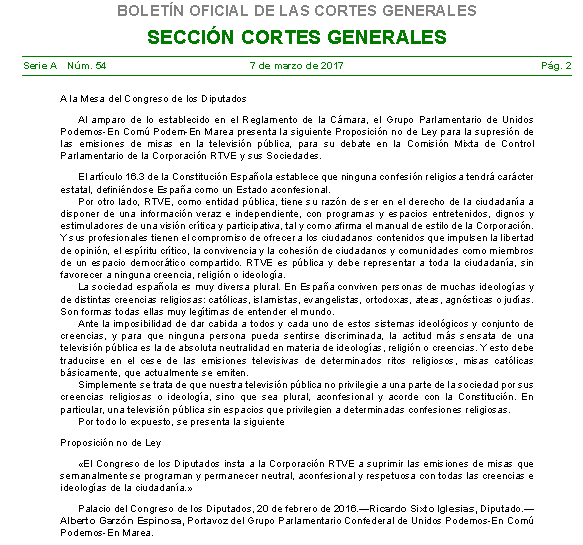 BOLETÍN OFICIAL DE LAS CORTES GENERALES
SECCIÓN CORTES GENERALES
Serie A Núm. 54 7 de marzo de 2017 Pág. 2
A la Mesa del Congreso de los Diputados
Al amparo de lo establecido en el Reglamento de la Cámara, el Grupo Parlamentario de Unidos
Podemos-En Comú Podem-En Marea presenta la siguiente Proposición no de Ley para la supresión de
las emisiones de misas en la televisión pública, para su debate en la Comisión Mixta de Control
Parlamentario de la Corporación RTVE y sus Sociedades.
El artículo 16.3 de la Constitución Española establece que ninguna confesión religiosa tendrá carácter
estatal, definiéndose España como un Estado aconfesional.
Por otro lado, RTVE, como entidad pública, tiene su razón de ser en el derecho de la ciudadanía a
disponer de una información veraz e independiente, con programas y espacios entretenidos, dignos y
estimuladores de una visión crítica y participativa, tal y como afirma el manual de estilo de la Corporación.
Y sus profesionales tienen el compromiso de ofrecer a los ciudadanos contenidos que impulsen la libertad
de opinión, el espíritu crítico, la convivencia y la cohesión de ciudadanos y comunidades como miembros
de un espacio democrático compartido. RTVE es pública y debe representar a toda la ciudadanía, sin
favorecer a ninguna creencia, religión o ideología.
La sociedad española es muy diversa plural. En España conviven personas de muchas ideologías y
de distintas creencias religiosas: católicas, islamistas, evangelistas, ortodoxas, ateas, agnósticas o judías.
Son formas todas ellas muy legítimas de entender el mundo.
Ante la imposibilidad de dar cabida a todos y cada uno de estos sistemas ideológicos y conjunto de
creencias, y para que ninguna persona pueda sentirse discriminada, la actitud más sensata de una
televisión pública es la de absoluta neutralidad en materia de ideologías, religión o creencias. Y esto debe
traducirse en el cese de las emisiones televisivas de determinados ritos religiosos, misas católicas
básicamente, que actualmente se emiten.
Simplemente se trata de que nuestra televisión pública no privilegie a una parte de la sociedad por sus
creencias religiosas o ideología, sino que sea plural, aconfesional y acorde con la Constitución. En
particular, una televisión pública sin espacios que privilegien a determinadas confesiones religiosas.
Por todo lo expuesto, se presenta la siguiente
Proposición no de Ley
«El Congreso de los Diputados insta a la Corporación RTVE a suprimir las emisiones de misas que
semanalmente se programan y permanecer neutral, aconfesional y respetuosa con todas las creencias e
ideologías de la ciudadanía.»
Palacio del Congreso de los Diputados, 20 de febrero de 2016.—Ricardo Sixto Iglesias, Diputado.—
Alberto Garzón Espinosa, Portavoz del Grupo Parlamentario Confederal de Unidos Podemos-En Comú
Podemos-En Marea.